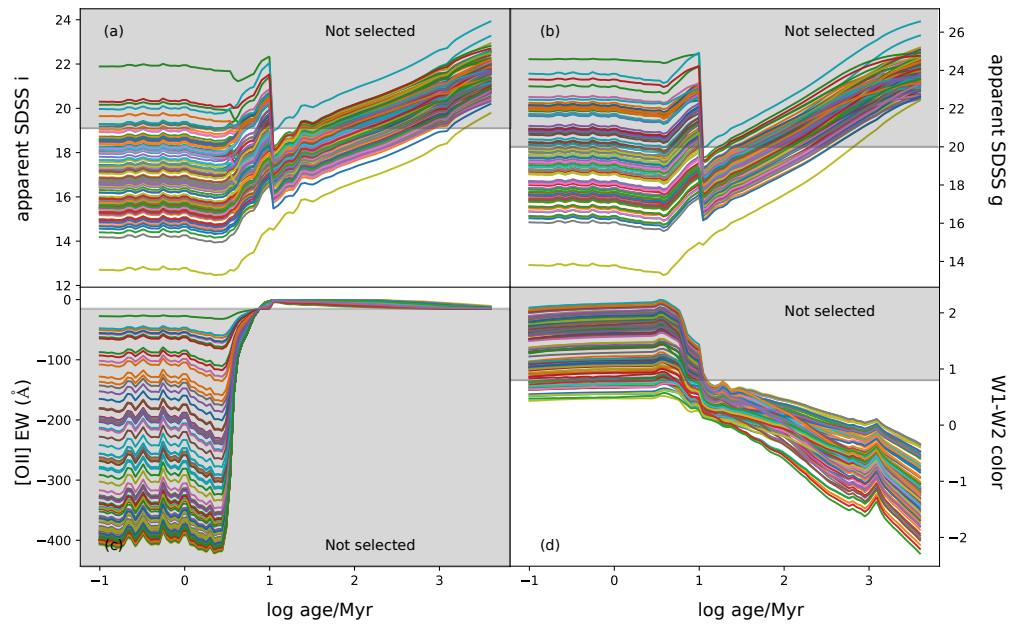 (a)
Not selected
24
22
20
18
16
14
12
apparent SDSS i
(b)
Not selected
26
24
22
20
18
16
14
apparent SDSS g
0
−100
−200
−300
−400
[OII] EW (Å)
(c)
Not selected
−1
0
1
2
3
log age/Myr
Not selected
(d)
2
1
0
−1
−2
W1-W2 color
−1
0
1
2
3
log age/Myr